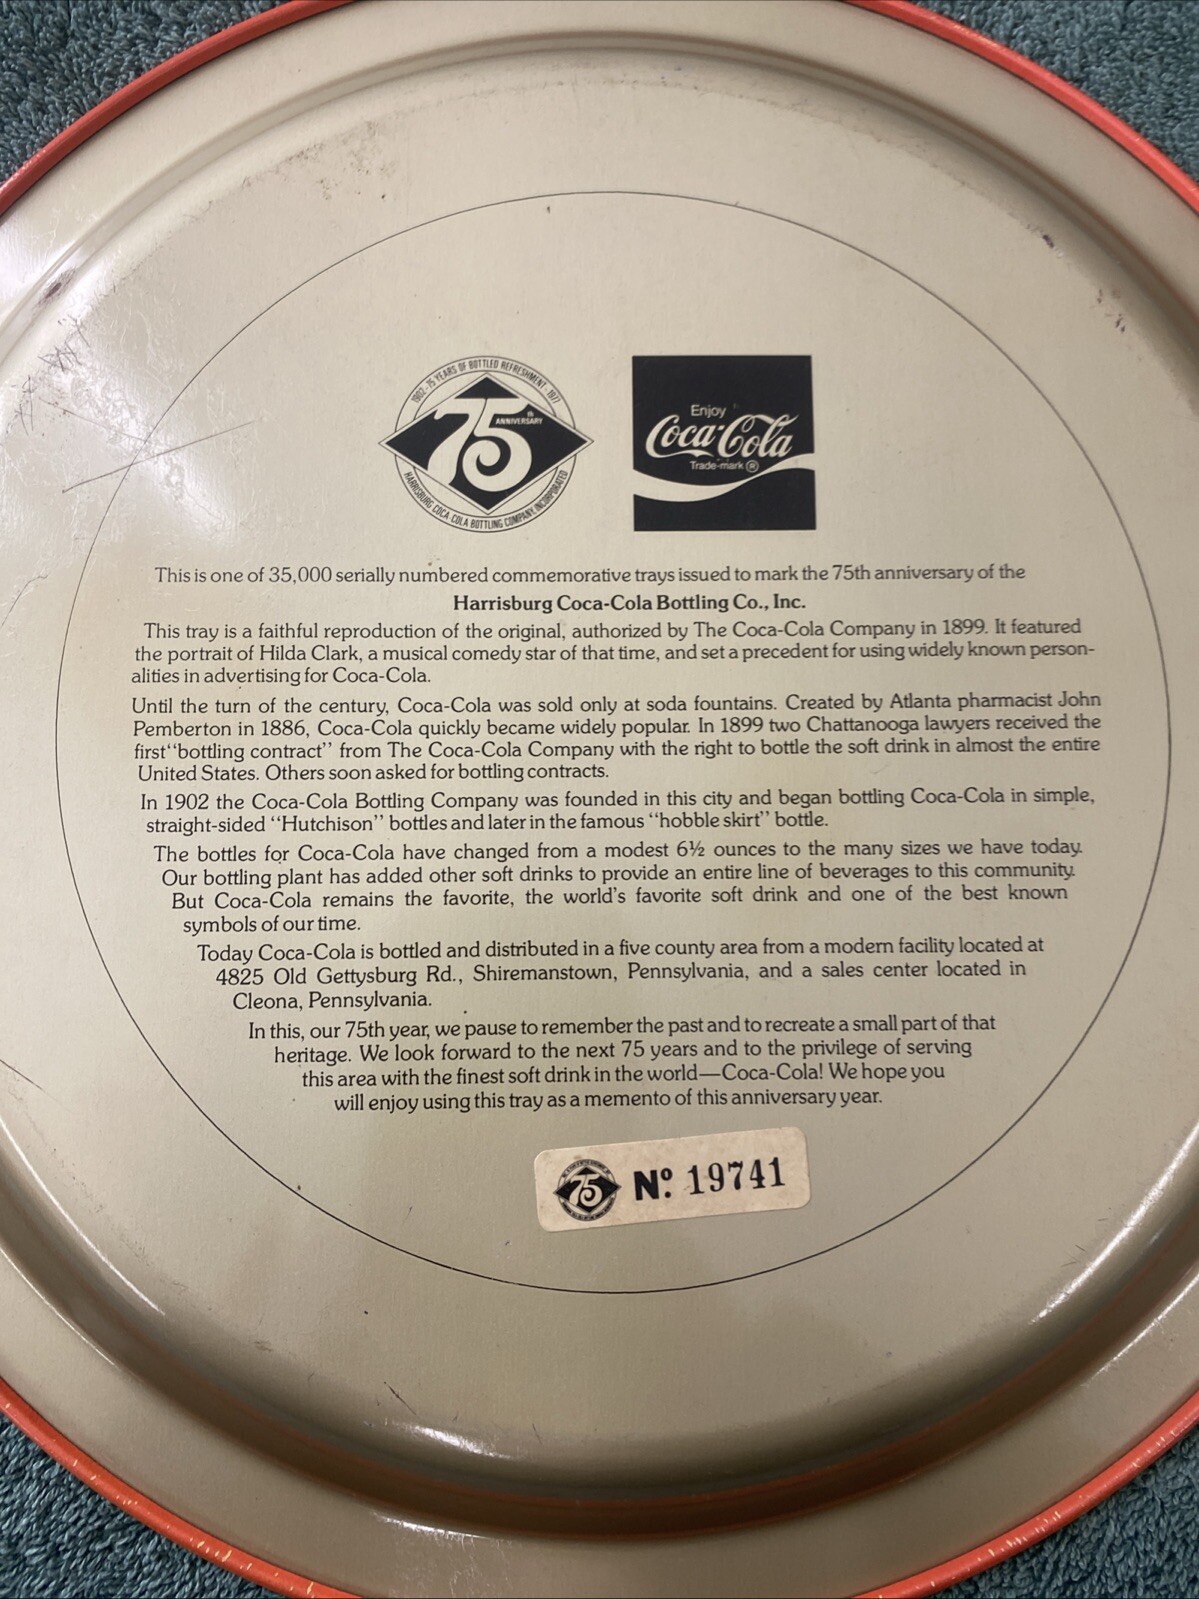 1902 - 75 YEARS OF BOTTLED REFRESHMENT - 1977
75th
ANNIVERSARY
HARRISBURG COCA-COLA BOTTLING COMPANY, INCORPORATED
Enjoy
Coca-Cola
Trade-mark ®
This is one of 35,000 serially numbered commemorative trays issued to mark the 75th anniversary of the
Harrisburg Coca-Cola Bottling Co., Inc.
This tray is a faithful reproduction of the original, authorized by The Coca-Cola Company in 1899. It featured
the portrait of Hilda Clark, a musical comedy star of that time, and set a precedent for using widely known person-
alities in advertising for Coca-Cola.
Until the turn of the century, Coca-Cola was sold only at soda fountains. Created by Atlanta pharmacist John
Pemberton in 1886, Coca-Cola quickly became widely popular. In 1899 two Chattanooga lawyers received the
first "bottling contract" from The Coca-Cola Company with the right to bottle the soft drink in almost the entire
United States. Others soon asked for bottling contracts.
In 1902 the Coca-Cola Bottling Company was founded in this city and began bottling Coca-Cola in simple,
straight-sided "Hutchison" bottles and later in the famous "hobble skirt" bottle.
The bottles for Coca-Cola have changed from a modest 6½ ounces to the many sizes we have today.
Our bottling plant has added other soft drinks to provide an entire line of beverages to this community.
But Coca-Cola remains the favorite, the world's favorite soft drink and one of the best known
symbols of our time.
Today Coca-Cola is bottled and distributed in a five county area from a modern facility located at
4825 Old Gettysburg Rd., Shiremanstown, Pennsylvania, and a sales center located in
Cleona, Pennsylvania.
In this, our 75th year, we pause to remember the past and to recreate a small part of that
heritage. We look forward to the next 75 years and to the privilege of serving
this area with the finest soft drink in the world—Coca-Cola! We hope you
will enjoy using this tray as a memento of this anniversary year.
75 Nº. 19741